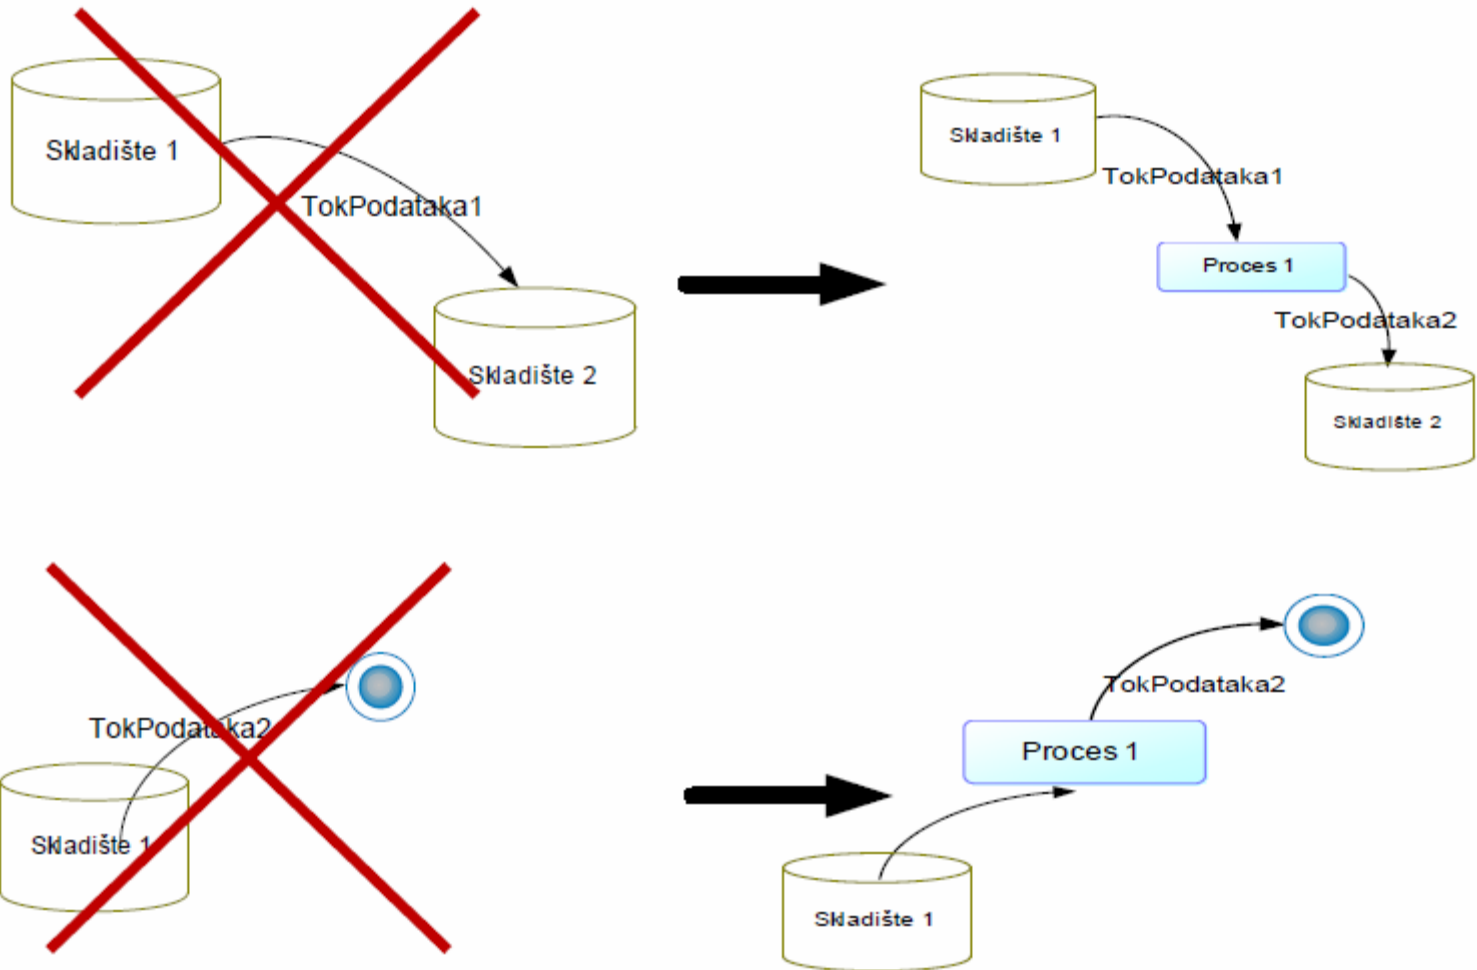 Skladište 1
TokPodataka1
Skladište 2
Skladište 1
TokPodataka1
Proces 1
TokPodataka2
Skladište 2
TokPodataka2
Skladište 1
TokPodataka2
Proces 1
Skladište 1